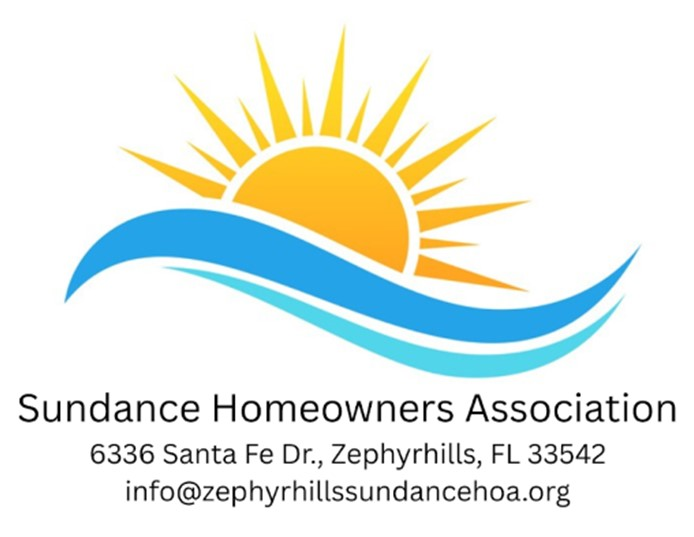 Sundance Homeowners Association
6336 Santa Fe Dr., Zephyrhills, FL 33542
info@zephyrhillssundancehoa.org